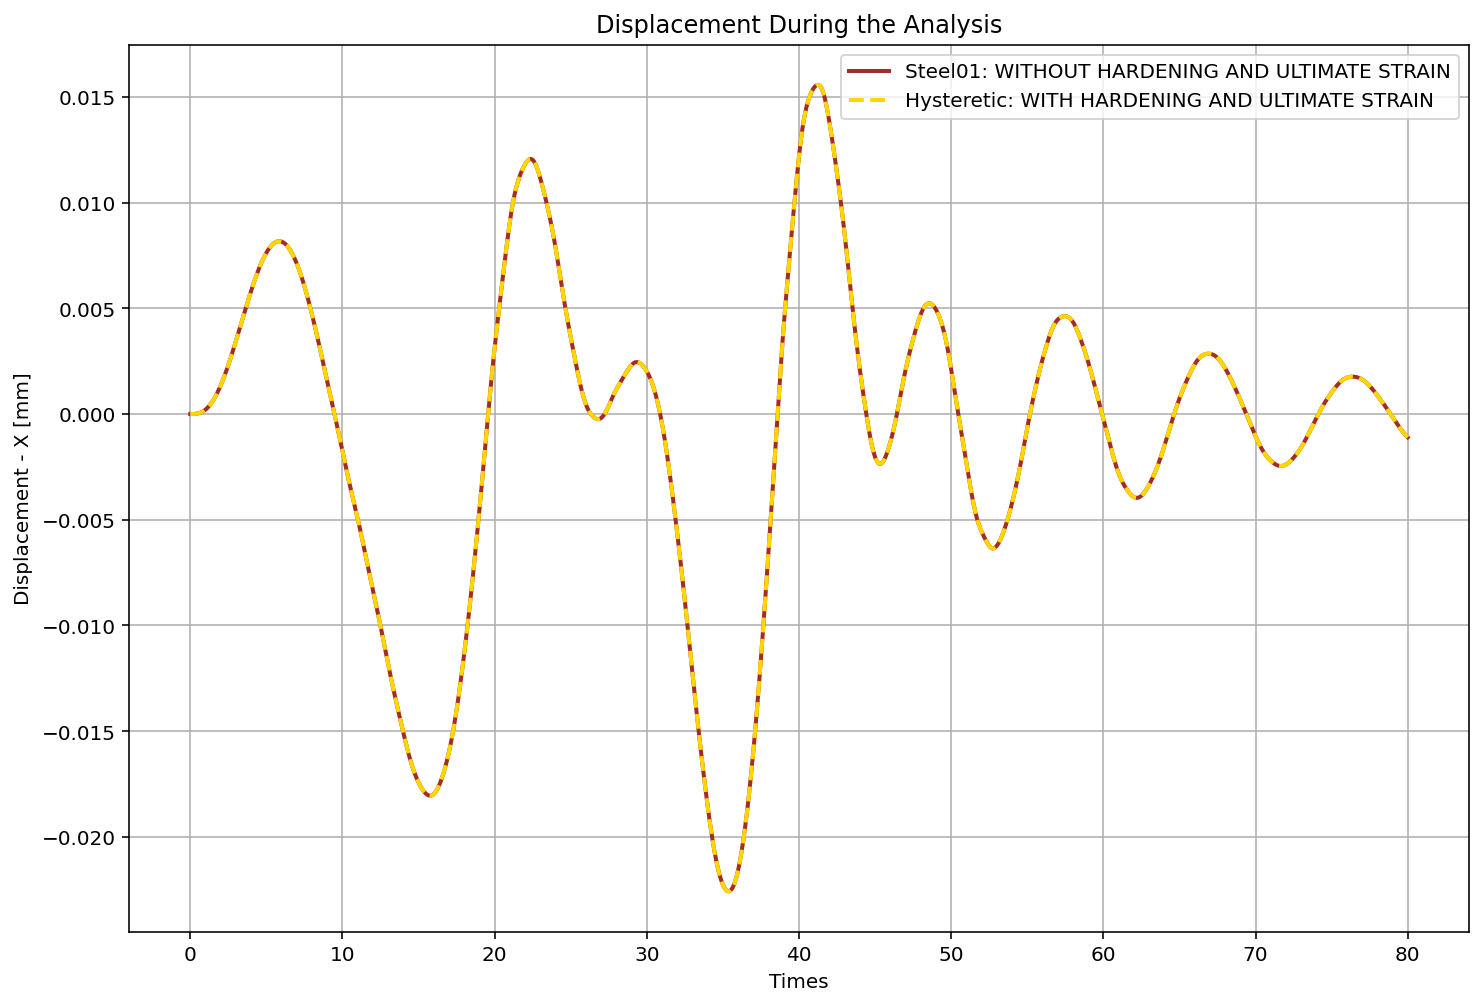 Displacement During the Analysis
Steel01: WITHOUT HARDENING AND ULTIMATE STRAIN
Hysteretic: WITH HARDENING AND ULTIMATE STRAIN
Displacement - X [mm]
0.015
0.010
0.005
0.000
−0.005
−0.010
−0.015
−0.020
0 10 20 30 40 50 60 70 80
Times